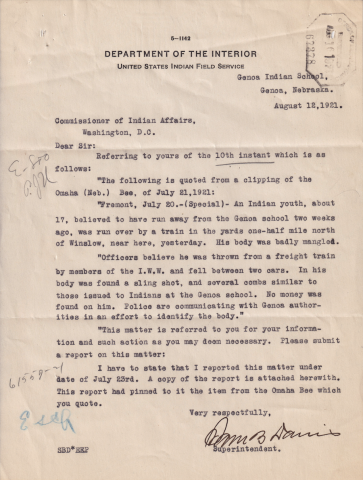 5-1142
DEPARTMENT OF THE INTERIOR
UNITED STATES INDIAN FIELD SERVICE
Genoa Indian School,
Genoa, Nebraska.
August 12,1921.
Commissioner of Indian Affairs,
Washington, D.C.
Dear Sir:
Referring to yours of the 10th instant which is as
follows:
"The following is quoted from a clipping of the
Omaha (Neb.) Bee, of July 21,1921:
"Fremont, July 20.-(Special)- An Indian youth, about
17, believed to have run away from the Genoa school two weeks
ago, was run over by a train in the yards one-half mile north
of Winslow, near here, yesterday. His body was badly mangled.
"Officers believe he was thrown from a freight train
by members of the I.W.W. and fell between two cars. In his
body was found a sling shot, and several combs similar to
those issued to Indians at the Genoa school. No money was
found on him. Police are communicating with Genoa author-
ities in an effort to identify the body."
"This matter is referred to you for your informa-
tion and such action as you may deem necessary. Please submit
a report on this matter:
I have to state that I reported this matter under
date of July 23rd. A copy of the report is attached herewith.
This report had pinned to it the item from the Omaha Bee which
you quote.
Very respectfully,
Superintendent.